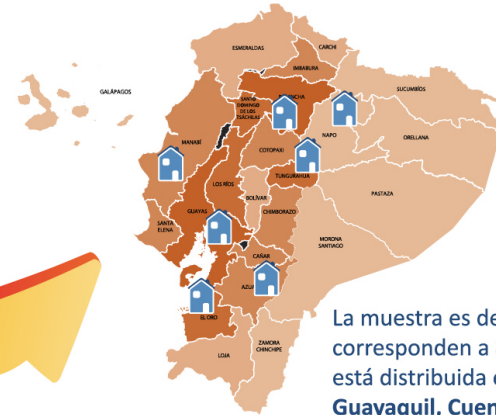 ESMERALDAS
CARCHI
IMBABURA
GALÁPAGOS
SUCUMBÍOS
SANTO
DOMINGO
DE LOS
TSÁCHILAS
NAPO
ORELLANA
MANABÍ
COTOPAXI
TUNGURAHUA
LOS RÍOS
BOLÍVAR
PASTAZA
GUAYAS
CHIMBORAZO
SANTA
ELENA
MORONA
SANTIAGO
CAÑAR
EL ORO
LOJA
ZAMORA
CHINCHIPE
La muestra es de
corresponden a
está distribuida
Guayaquil, Cuen